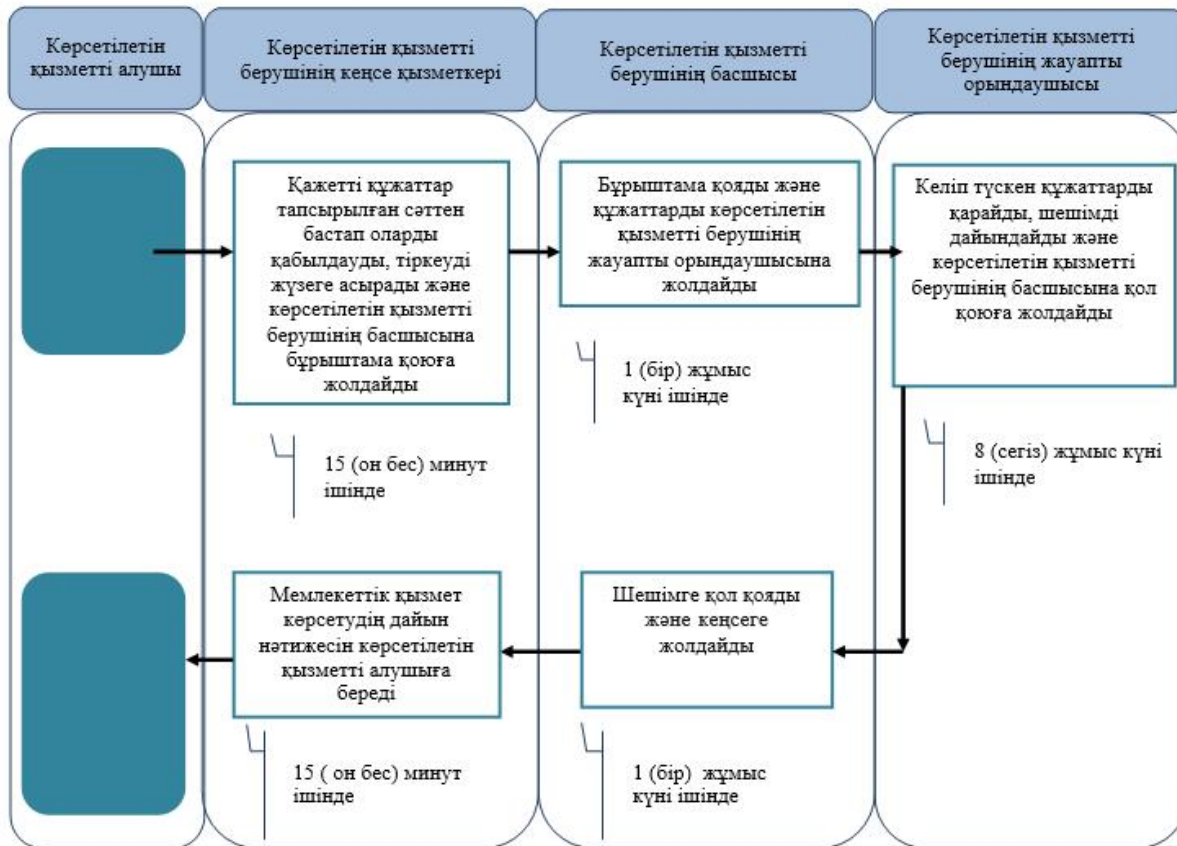 Көрсетілетін
қызметті алушы
Көрсетілетін қызметті
берушінің кеңсе қызметкері
Көрсетілетін қызметті
берушінің басшысы
Көрсетілетін қызметті
берушінің жауапты
орындаушысы
Қажетті құжаттар
тапсырылған сәттен
бастап оларды
қабылдауды, тіркеуді
жүзеге асырады және
көрсетілетін қызметті
берушінің басшысына
бұрыштама қоюға
жолдайды
15 (он бес) минут
ішінде
Бұрыштама қояды және
құжаттарды көрсетілетін
қызметті берушінің
жауапты орындаушысына
жолдайды
1 (бір) жұмыс
күні ішінде
Келіп түскен құжаттарды
қарайды, шешімді
дайындайды және
көрсетілетін қызметті
берушінің басшысына қол
қоюға жолдайды
8 (сегіз) жұмыс күні
ішінде
Мемлекеттік қызмет
көрсетудің дайын
нәтижесін көрсетілетін
қызметті алушыға
береді
15 ( он бес) минут
ішінде
Шешімге қол қояды
және кеңсеге
жолдайды
1 (бір) жұмыс
күні ішінде